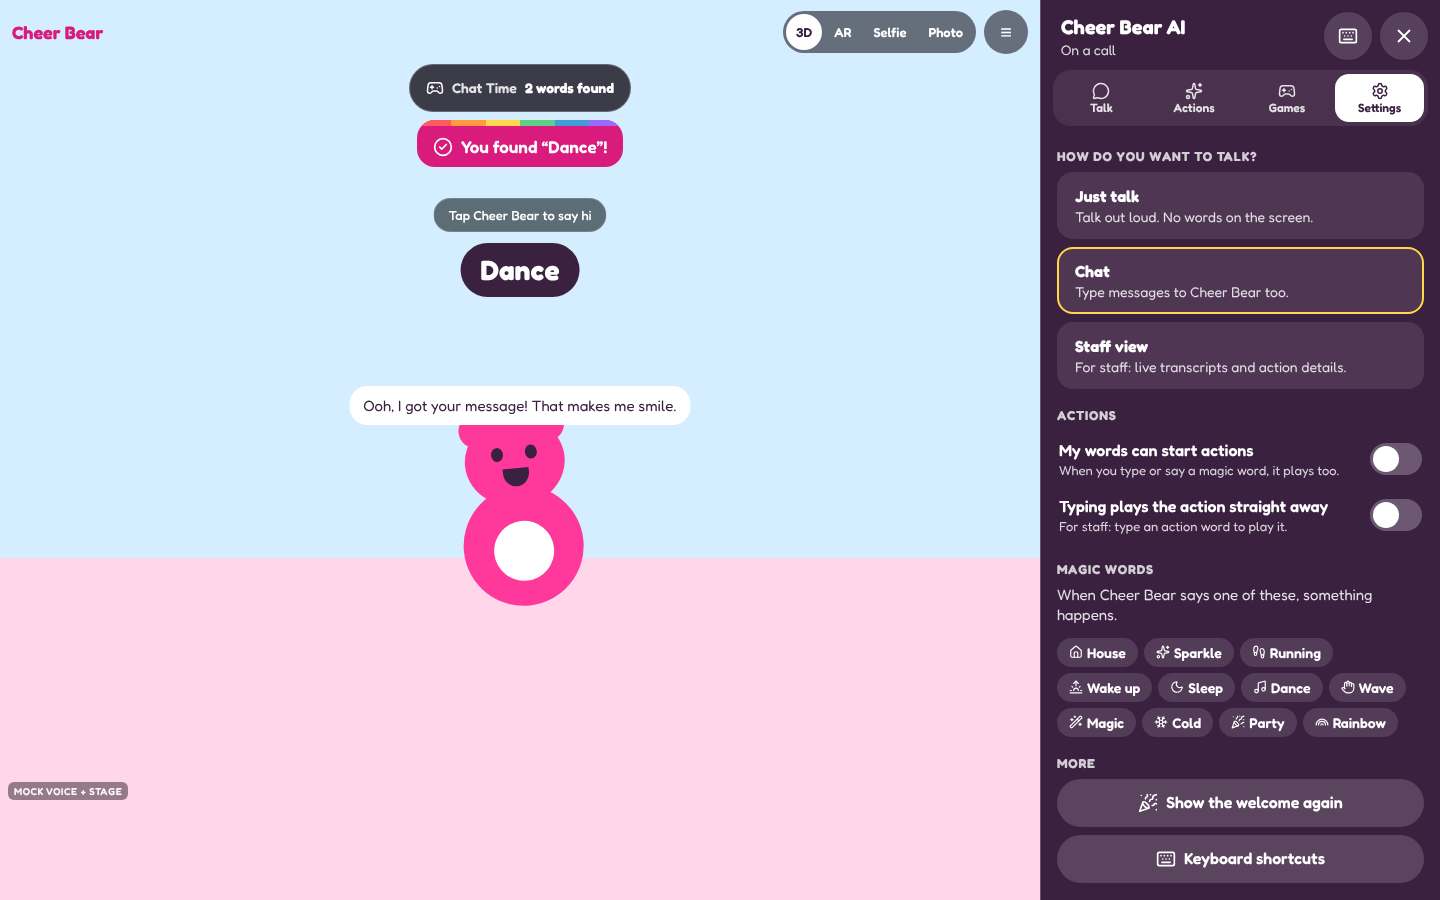 Cheer Bear
3D AR Selfie Photo
Chat Time 2 words found
You found “Dance”!
Tap Cheer Bear to say hi
Dance
Ooh, I got your message! That makes me smile.
MOCK VOICE + STAGE
Cheer Bear AI
On a call
Talk Actions Games Settings
HOW DO YOU WANT TO TALK?
Just talk
Talk out loud. No words on the screen.
Chat
Type messages to Cheer Bear too.
Staff view
For staff: live transcripts and action details.
ACTIONS
My words can start actions
When you type or say a magic word, it plays too.
Typing plays the action straight away
For staff: type an action word to play it.
MAGIC WORDS
When Cheer Bear says one of these, something
happens.
House Sparkle Running
Wake up Sleep Dance Wave
Magic Cold Party Rainbow
MORE
Show the welcome again
Keyboard shortcuts